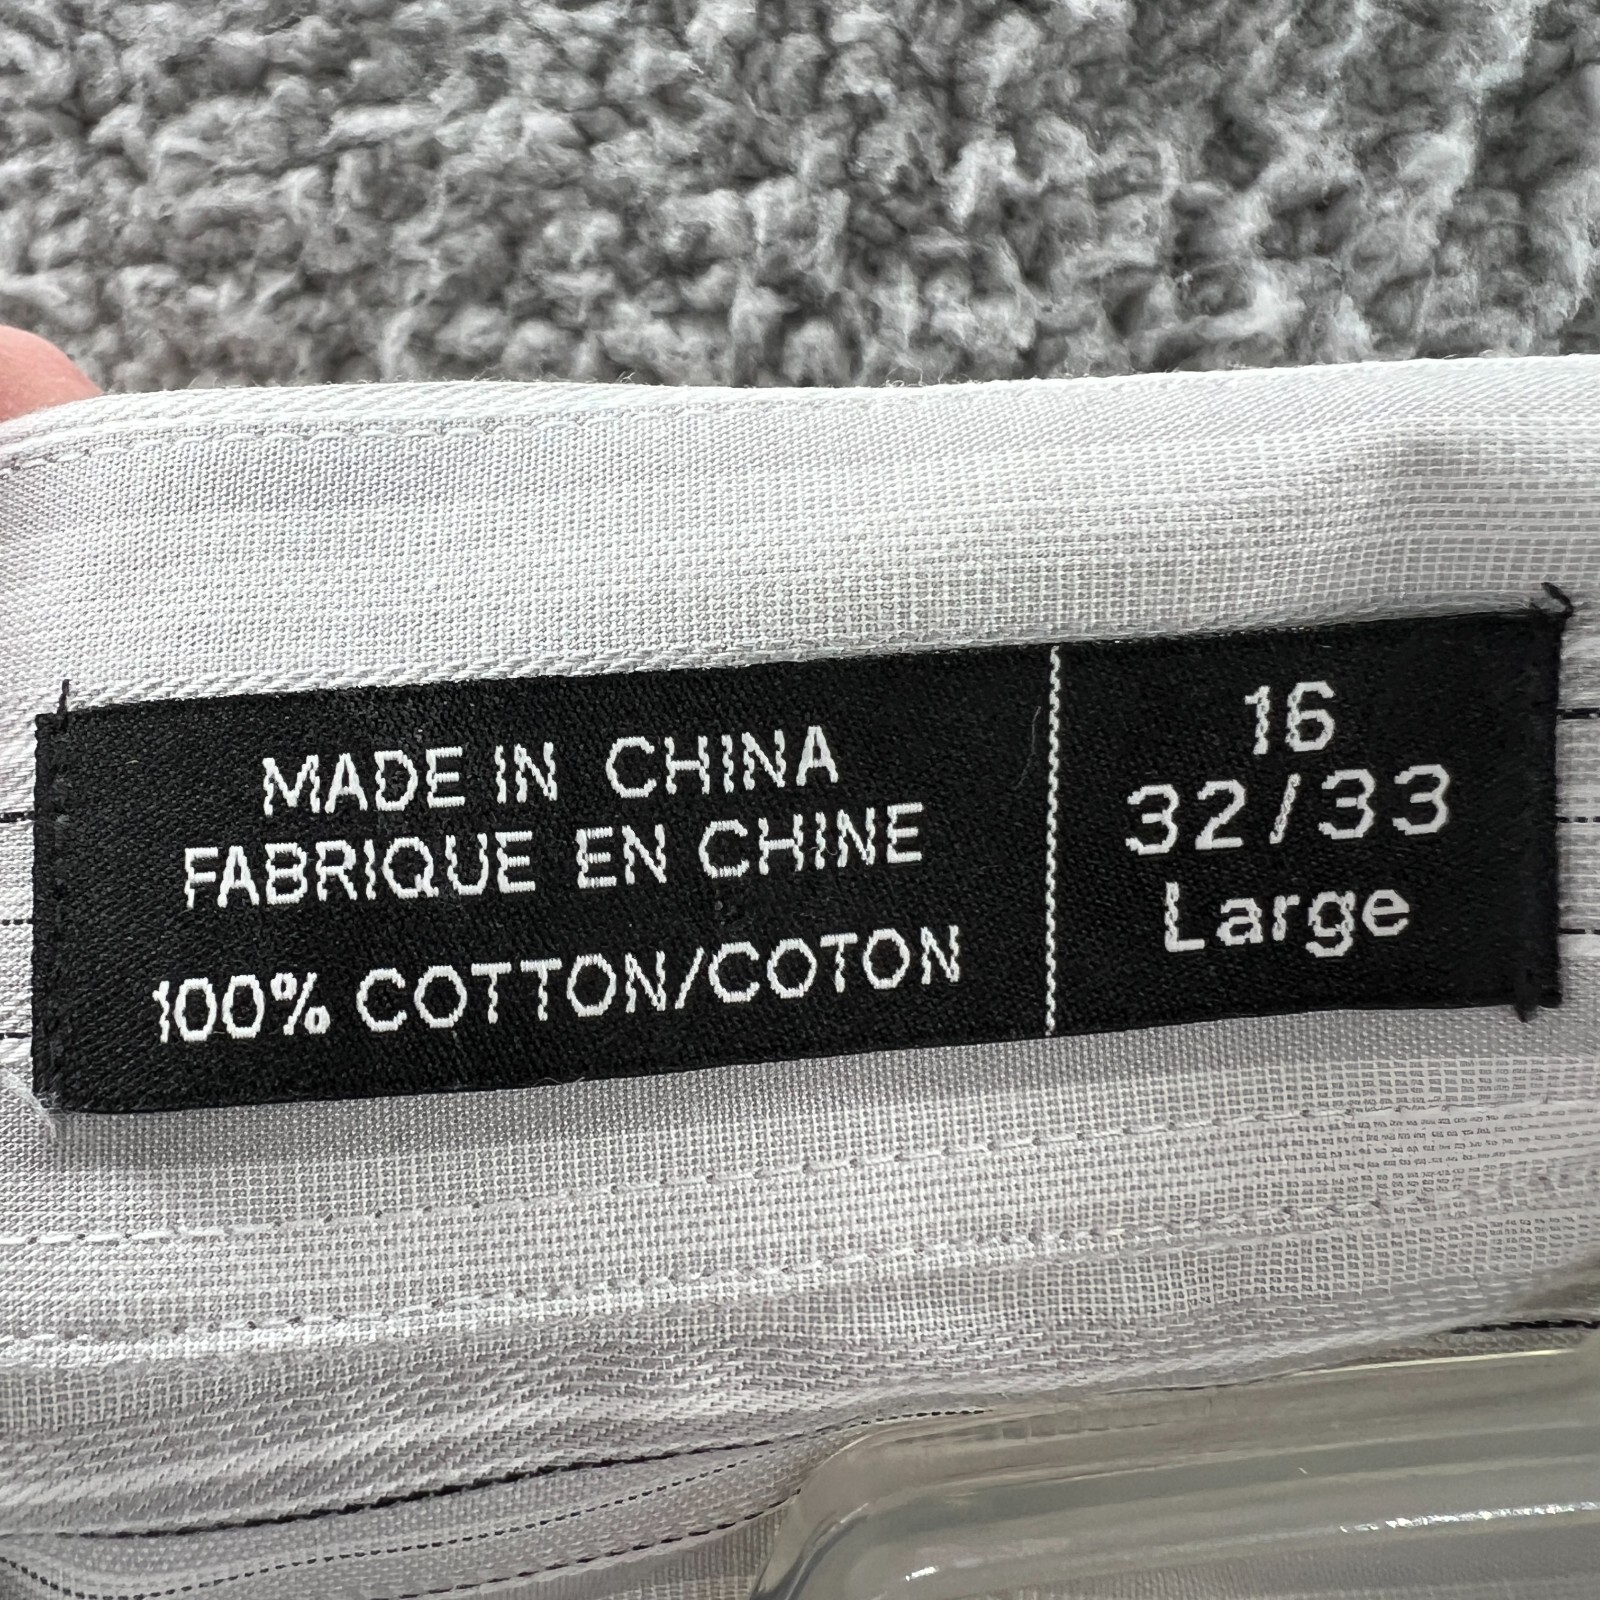 MADE IN CHINA
FABRIQUE EN CHINE
100% COTTON/COTON
16
32/33
Large